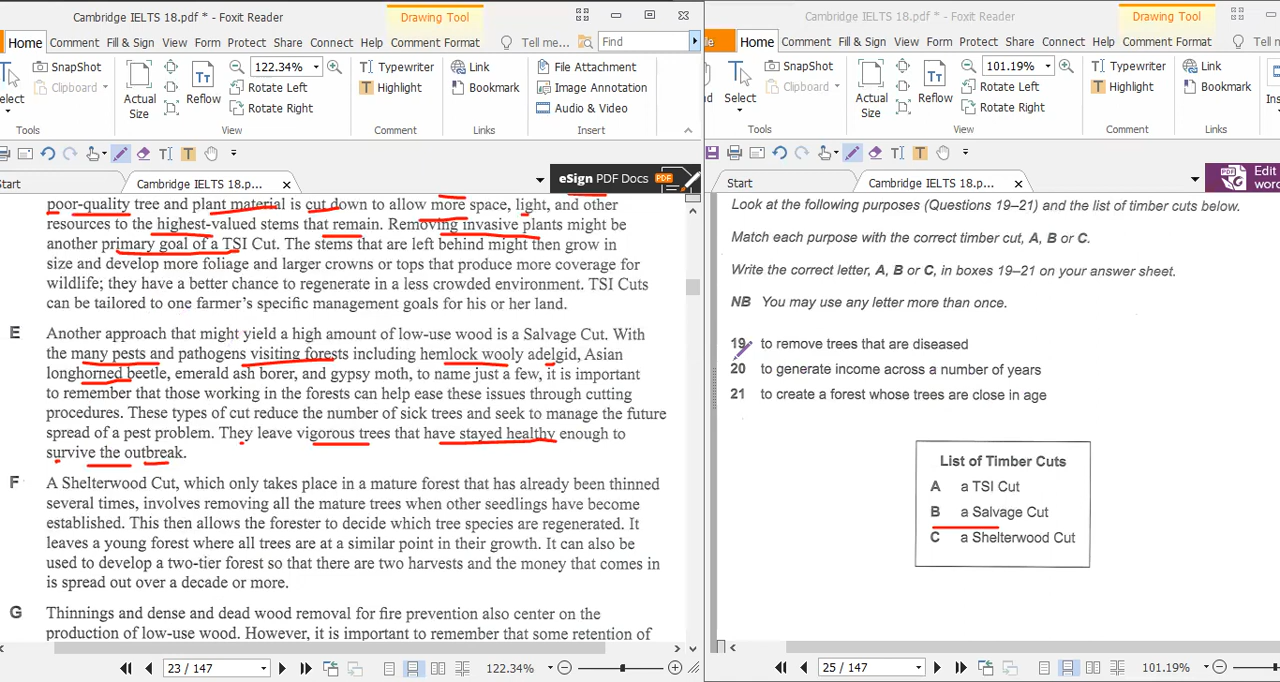 Cambridge IELTS 18.pdf * - Foxit Reader
Drawing Tool
Home Comment Fill & Sign View Form Protect Share Connect Help Comment Format Tell me... Find
SnapShot
Clipboard
Actual Size
Reflow
122.34%
Rotate Left
Rotate Right
Typewriter
Highlight
Link
Bookmark
File Attachment
Image Annotation
Audio & Video
Tools View Comment Links Insert
eSign PDF Docs PDF
Cambridge IELTS 18.pdf...
poor-quality tree and plant material is cut down to allow more space, light, and other
resources to the highest-valued stems that remain. Removing invasive plants might be
another primary goal of a TSI Cut. The stems that are left behind might then grow in
size and develop more foliage and larger crowns or tops that produce more coverage for
wildlife; they have a better chance to regenerate in a less crowded environment. TSI Cuts
can be tailored to one farmer's specific management goals for his or her land.
E Another approach that might yield a high amount of low-use wood is a Salvage Cut. With
the many pests and pathogens visiting forests including hemlock wooly adelgid, Asian
longhorned beetle, emerald ash borer, and gypsy moth, to name just a few, it is important
to remember that those working in the forests can help ease these issues through cutting
procedures. These types of cut reduce the number of sick trees and seek to manage the future
spread of a pest problem. They leave vigorous trees that have stayed healthy enough to
survive the outbreak.
F A Shelterwood Cut, which only takes place in a mature forest that has already been thinned
several times, involves removing all the mature trees when other seedlings have become
established. This then allows the forester to decide which tree species are regenerated. It
leaves a young forest where all trees are at a similar point in their growth. It can also be
used to develop a two-tier forest so that there are two harvests and the money that comes in
is spread out over a decade or more.
G Thinnings and dense and dead wood removal for fire prevention also center on the
production of low-use wood. However, it is important to remember that some retention of
23 / 147
122.34%
Cambridge IELTS 18.pdf * - Foxit Reader
Drawing Tool
Home Comment Fill & Sign View Form Protect Share Connect Help Comment Format
SnapShot
Clipboard
Select
Actual Size
Reflow
101.19%
Rotate Left
Rotate Right
Typewriter
Highlight
Link
Bookmark
Tools View Comment Links
Start
Cambridge IELTS 18.pdf...
Edit
Look at the following purposes (Questions 19–21) and the list of timber cuts below.
Match each purpose with the correct timber cut, A, B or C.
Write the correct letter, A, B or C, in boxes 19–21 on your answer sheet.
NB You may use any letter more than once.
19 to remove trees that are diseased
20 to generate income across a number of years
21 to create a forest whose trees are close in age
List of Timber Cuts
A a TSI Cut
B a Salvage Cut
C a Shelterwood Cut
25 / 147
101.19%